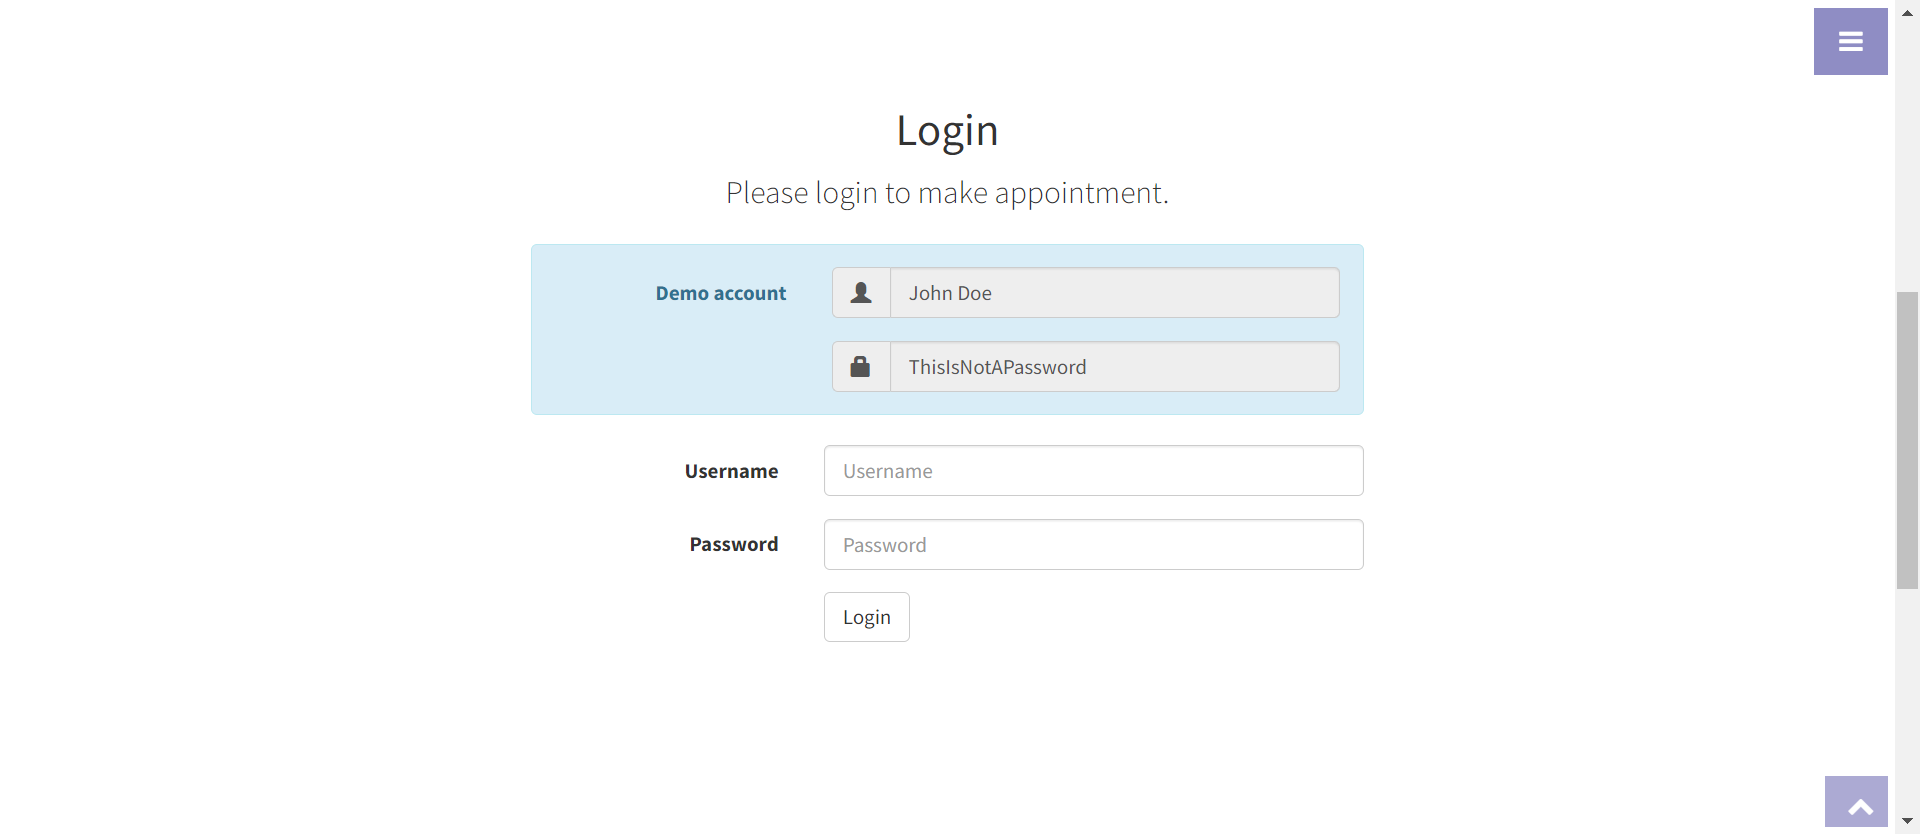 Login
Please login to make appointment.
Demo account John Doe
ThisIsNotAPassword
Username Username
Password Password
Login